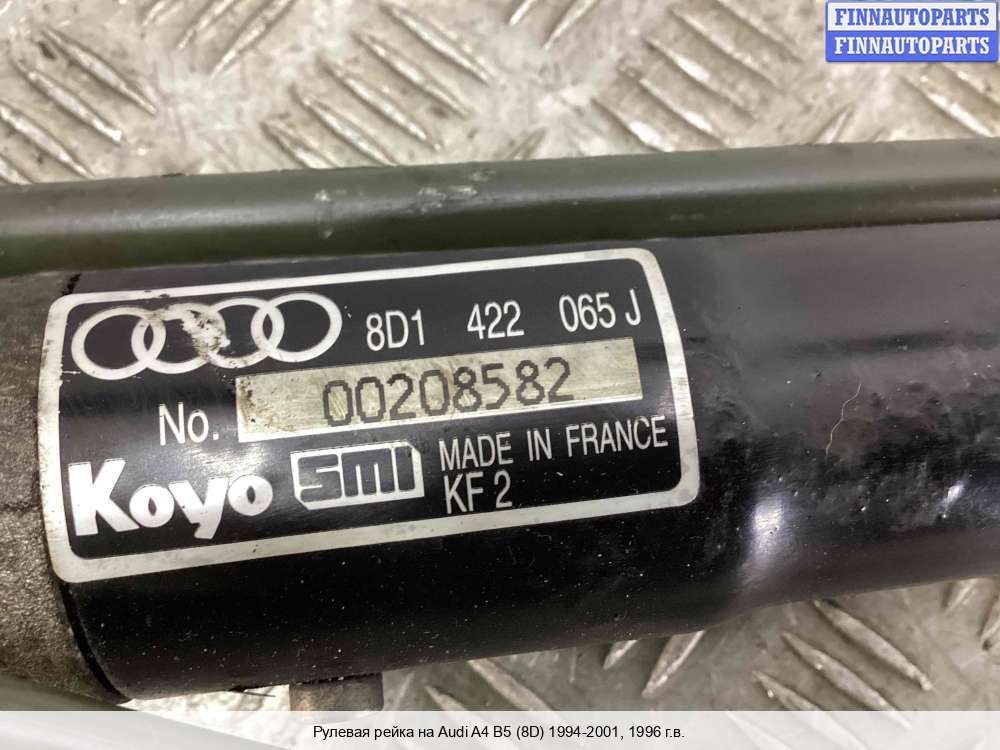 FINNAUTOPARTS
FINNAUTOPARTS
8D1 422 065 J
No. 00208582
Koyo SMI MADE IN FRANCE
KF 2
Рулевая рейка на Audi A4 B5 (8D) 1994-2001, 1996 г.в.